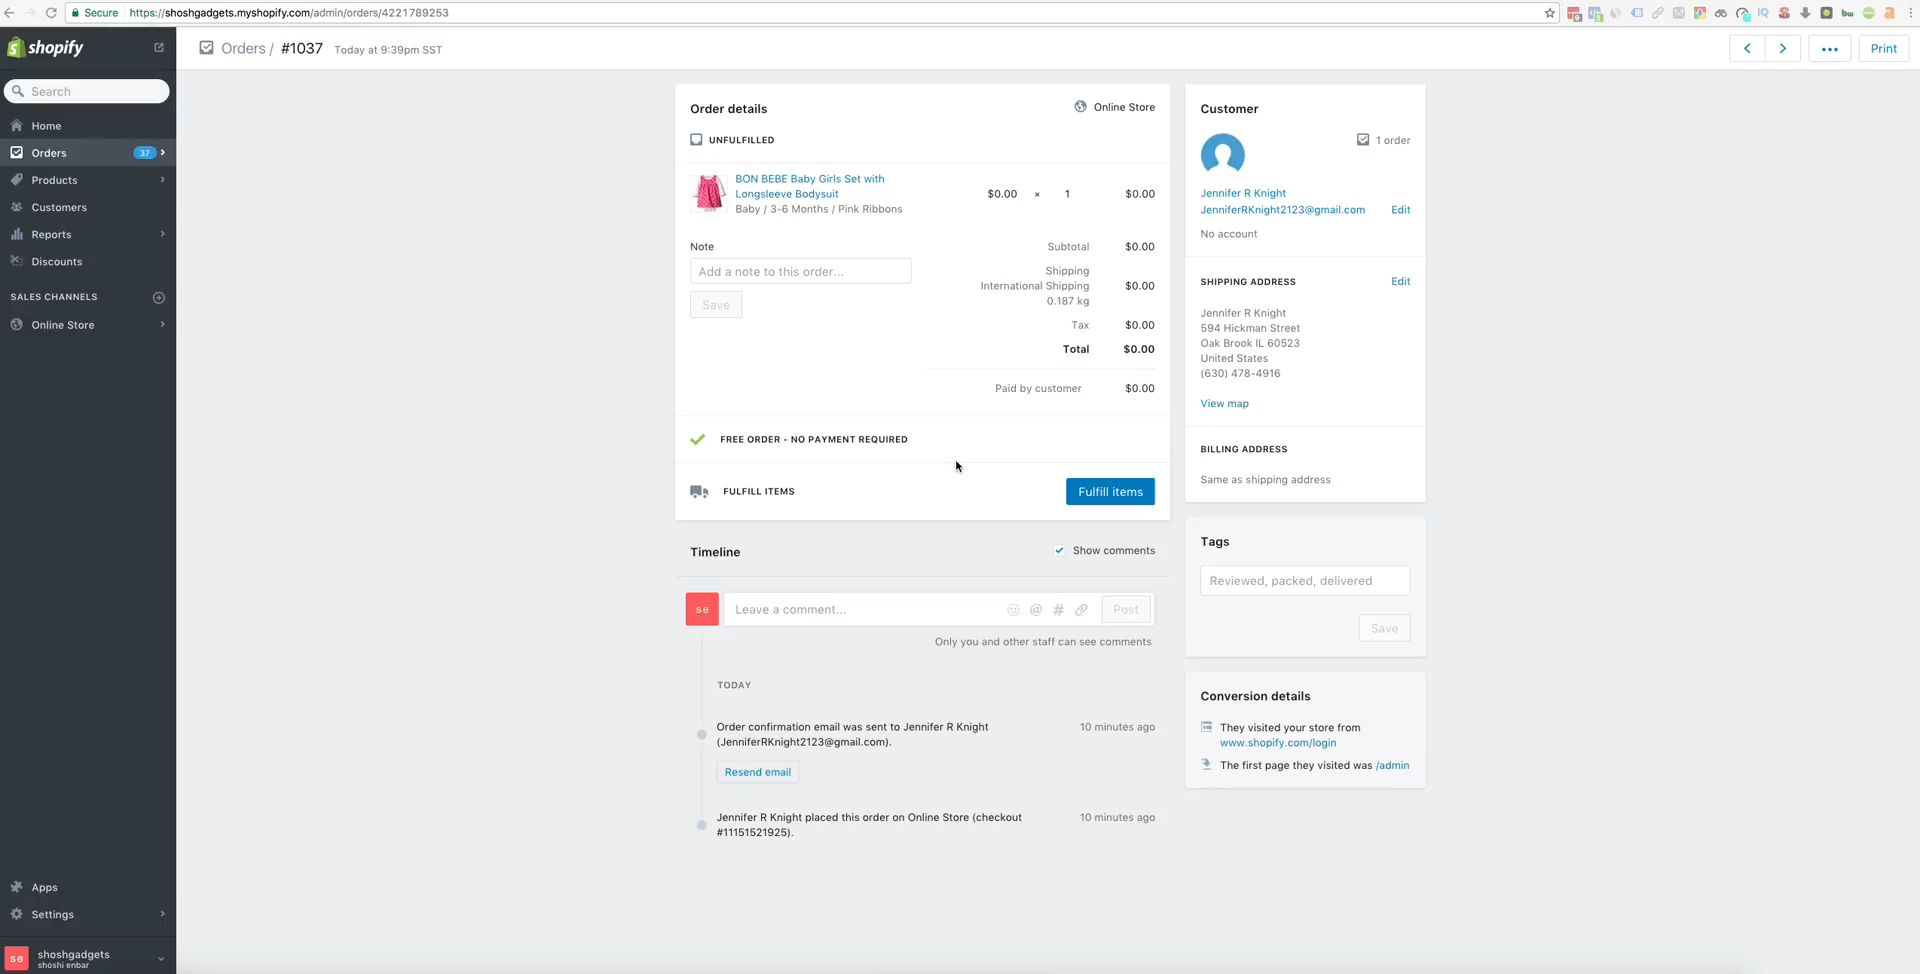 Secure https://shoshgadgets.myshopify.com/admin/orders/4221789253
shopify
Orders / #1037 Today at 9:39pm SST
Print
Search
Home
Orders 37
Products
Customers
Reports
Discounts
SALES CHANNELS
Online Store
Apps
Settings
se shoshgadgets
shoshi enbar
Order details Online Store
UNFULFILLED
BON BEBE Baby Girls Set with
Longsleeve Bodysuit
Baby / 3-6 Months / Pink Ribbons
$0.00 × 1 $0.00
Note
Add a note to this order...
Save
Subtotal $0.00
Shipping
International Shipping $0.00
0.187 kg
Tax $0.00
Total $0.00
Paid by customer $0.00
FREE ORDER - NO PAYMENT REQUIRED
FULFILL ITEMS Fulfill items
Timeline Show comments
se Leave a comment... @ # Post
Only you and other staff can see comments
TODAY
Order confirmation email was sent to Jennifer R Knight 10 minutes ago
(JenniferRKnight2123@gmail.com).
Resend email
Jennifer R Knight placed this order on Online Store (checkout 10 minutes ago
#11151521925).
Customer
1 order
Jennifer R Knight
JenniferRKnight2123@gmail.com Edit
No account
SHIPPING ADDRESS Edit
Jennifer R Knight
594 Hickman Street
Oak Brook IL 60523
United States
(630) 478-4916
View map
BILLING ADDRESS
Same as shipping address
Tags
Reviewed, packed, delivered
Save
Conversion details
They visited your store from
www.shopify.com/login
The first page they visited was /admin